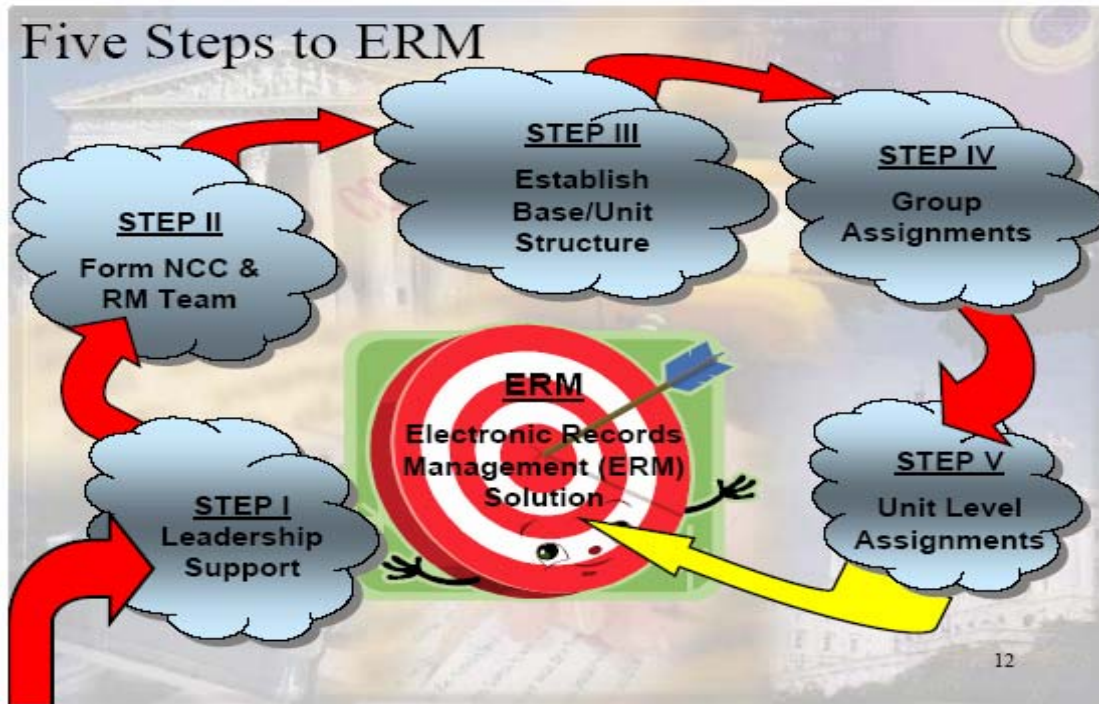 Five Steps to ERM
STEP I
Leadership
Support
STEP II
Form NCC &
RM Team
STEP III
Establish
Base/Unit
Structure
STEP IV
Group
Assignments
STEP V
Unit Level
Assignments
ERM
Electronic Records
Management (ERM)
Solution
12